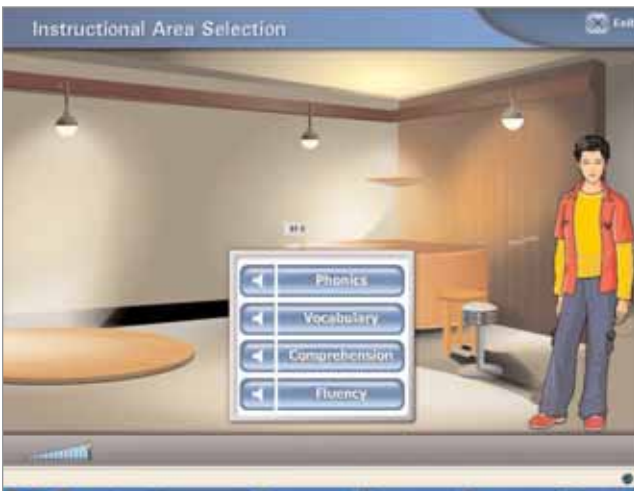 Instructional Area Selection
Exit
Phonics
Vocabulary
Comprehension
Fluency